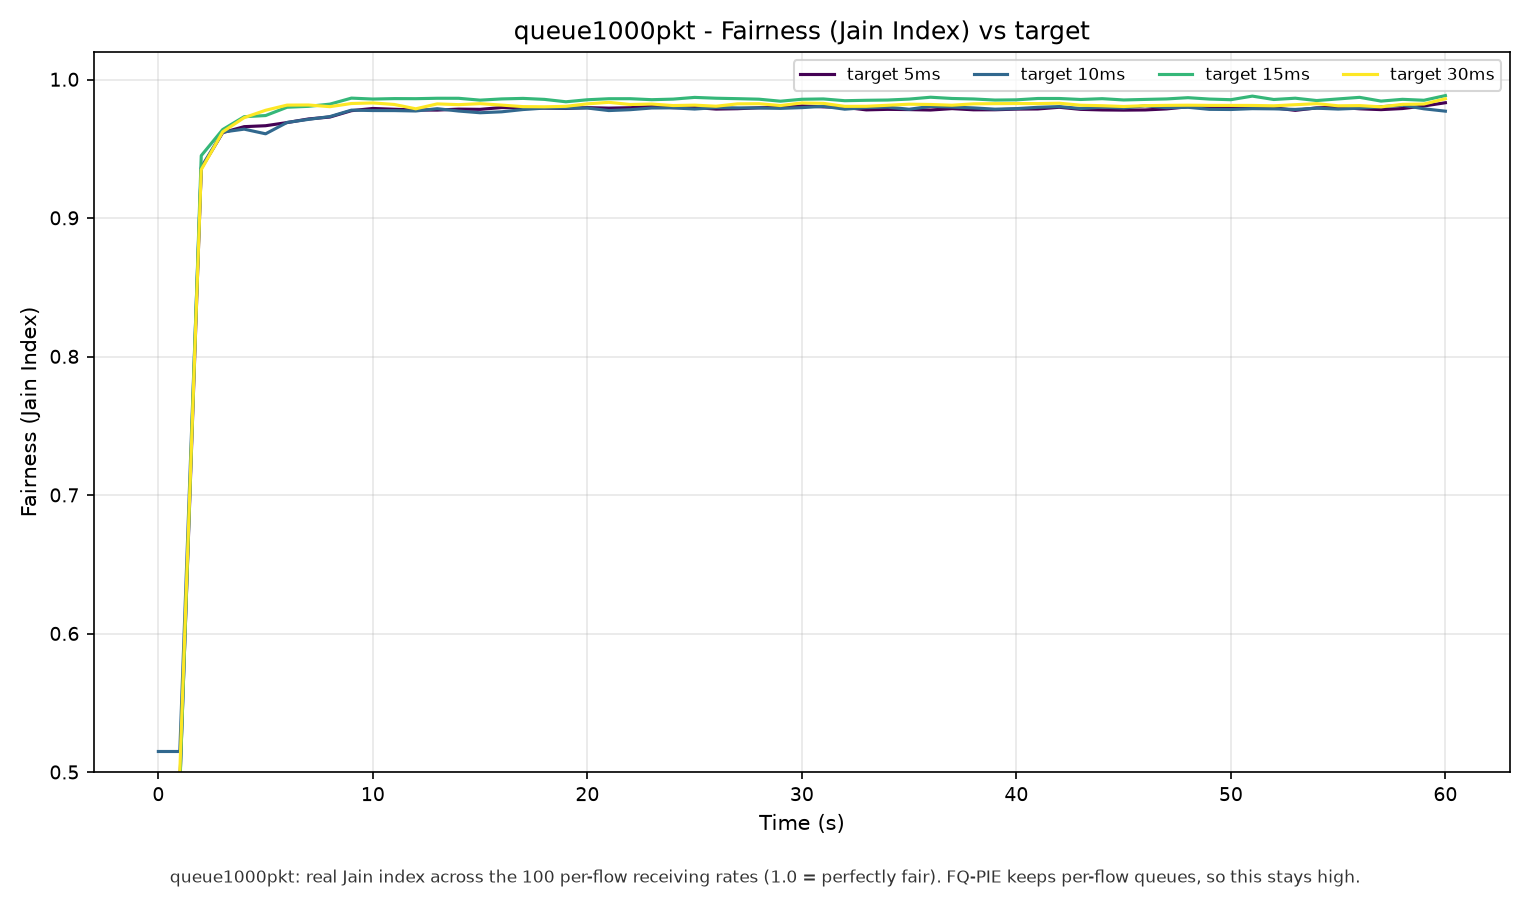 queue1000pkt - Fairness (Jain Index) vs target
target 5ms
target 10ms
target 15ms
target 30ms
Fairness (Jain Index)
1.0
0.9
0.8
0.7
0.6
0.5
0
10
20
30
40
50
60
Time (s)
queue1000pkt: real Jain index across the 100 per-flow receiving rates (1.0 = perfectly fair). FQ-PIE keeps per-flow queues, so this stays high.